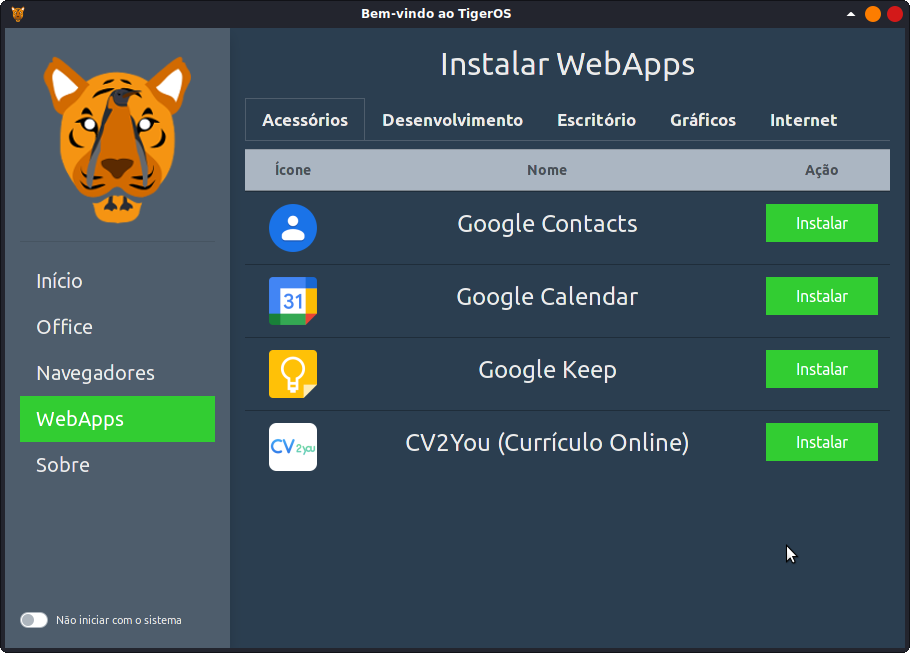 Bem-vindo ao TigerOS
Instalar WebApps
Acessórios Desenvolvimento Escritório Gráficos Internet
Ícone Nome Ação
Google Contacts Instalar
31 Google Calendar Instalar
Google Keep Instalar
CV2you CV2You (Currículo Online) Instalar
Início
Office
Navegadores
WebApps
Sobre
Não iniciar com o sistema